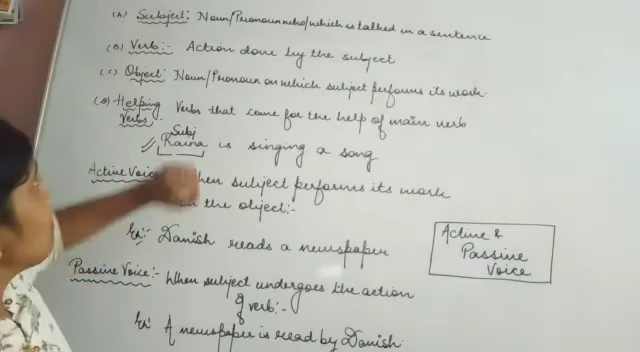 (A) Subject: Noun/Pronoun who/which is talked in a sentence
(B) Verb:- Action done by the subject
(C) Object: Noun/Pronoun on which subject performs its work.
(D) Helping Verbs- Verbs that come for the help of main verb
Subj
Raina is singing a song
Active Voice When subject performs its work
on the object:-
Ex:- Danish reads a newspaper
Active & 
Passive
Voice
Passive Voice:- When subject undergoes the action
of verb:-
Ex: A newspaper is read by Danish.